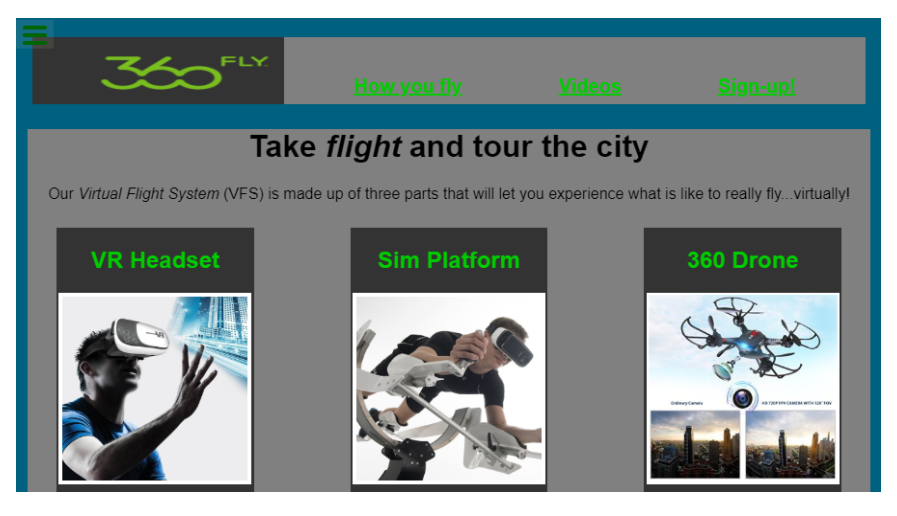 360 FLY
How you fly
Videos
Sign-up!
Take flight and tour the city
Our Virtual Flight System (VFS) is made up of three parts that will let you experience what is like to really fly...virtually!
VR Headset
Sim Platform
360 Drone
VR
Ordinary Camera
HD 720P FPV CAMERA WITH 120° FOV